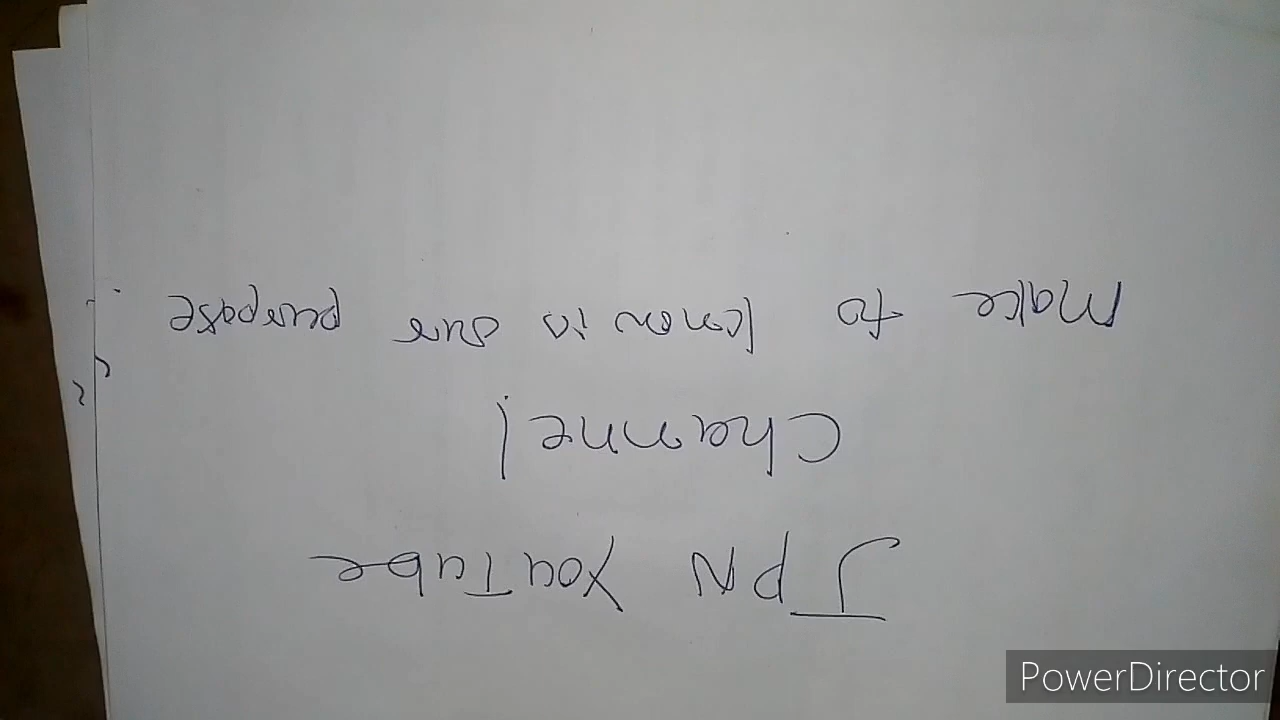 JPN YouTube
Channel
Make to know is our purpose.
PowerDirector